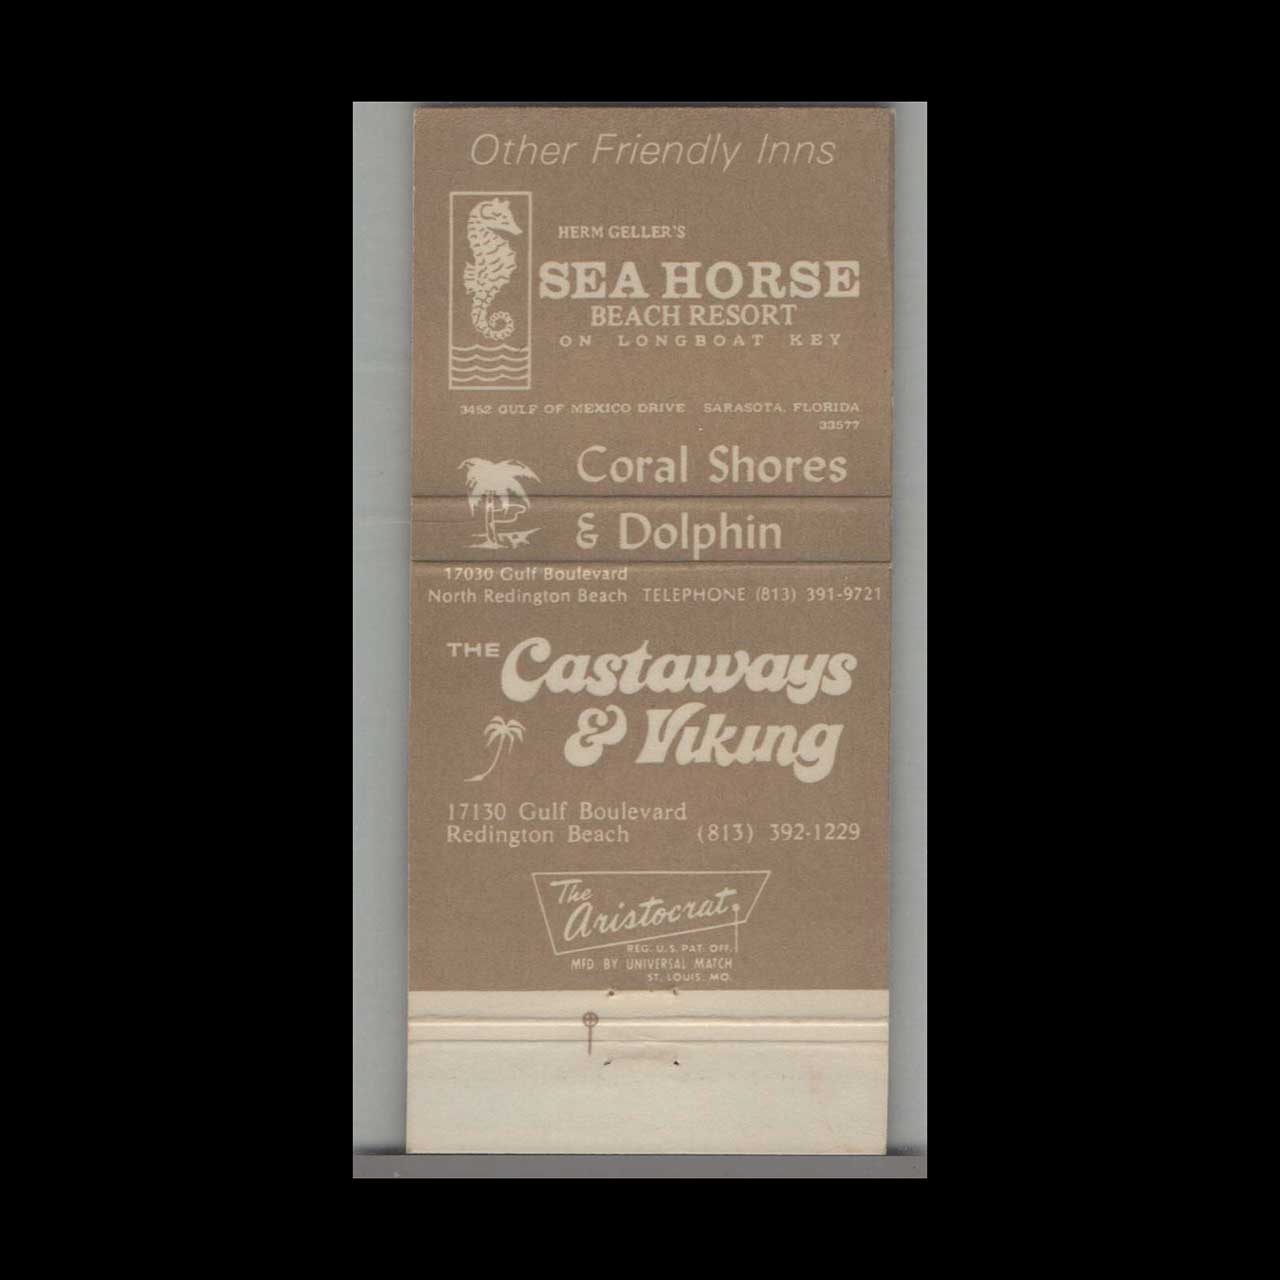 Other Friendly Inns
HERM GELLER'S
SEA HORSE
BEACH RESORT
ON LONGBOAT KEY
3452 GULF OF MEXICO DRIVE SARASOTA, FLORIDA
33577
Coral Shores
& Dolphin
17030 Gulf Boulevard
North Redington Beach TELEPHONE (813) 391-9721
THE Castaways
& Viking
17130 Gulf Boulevard
Redington Beach (813) 392-1229
The
Aristocrat
REG. U.S. PAT. OFF.
MFD. BY UNIVERSAL MATCH
ST. LOUIS, MO.